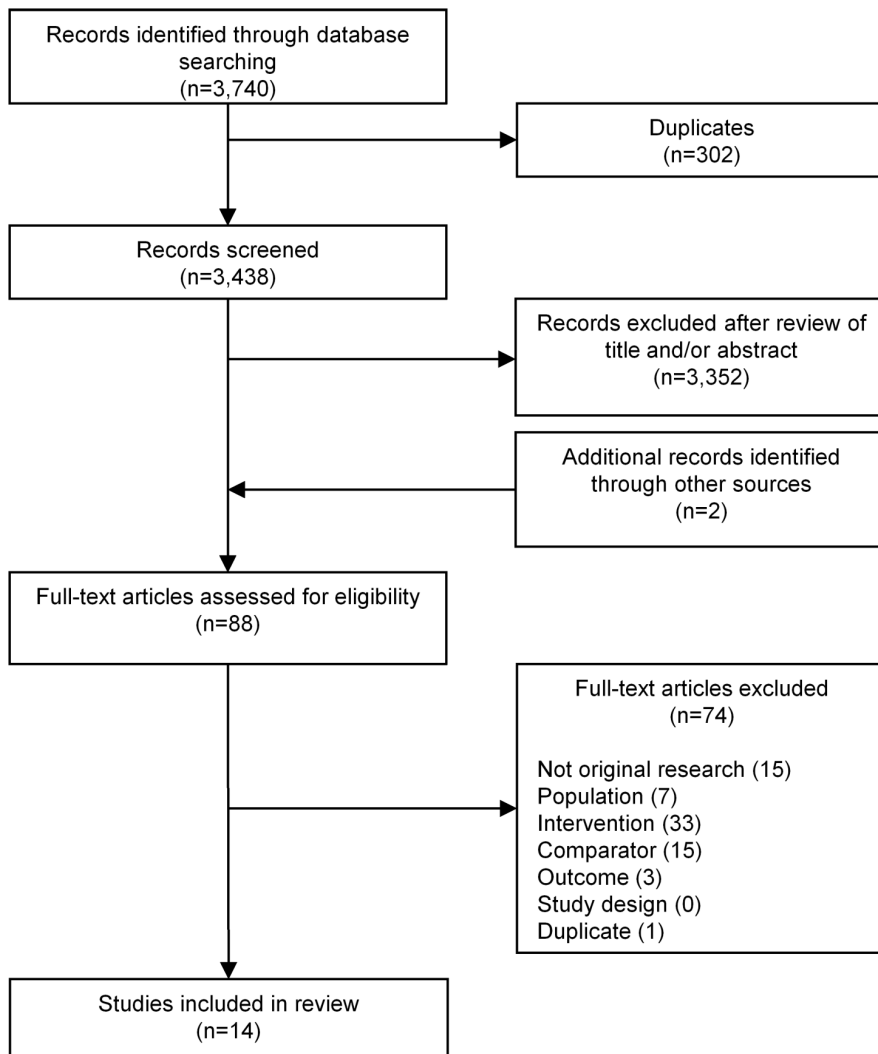 Records identified through database
searching
(n=3,740)
Duplicates
(n=302)
Records screened
(n=3,438)
Records excluded after review of
title and/or abstract
(n=3,352)
Additional records identified
through other sources
(n=2)
Full-text articles assessed for eligibility
(n=88)
Full-text articles excluded
(n=74)
Not original research (15)
Population (7)
Intervention (33)
Comparator (15)
Outcome (3)
Study design (0)
Duplicate (1)
Studies included in review
(n=14)